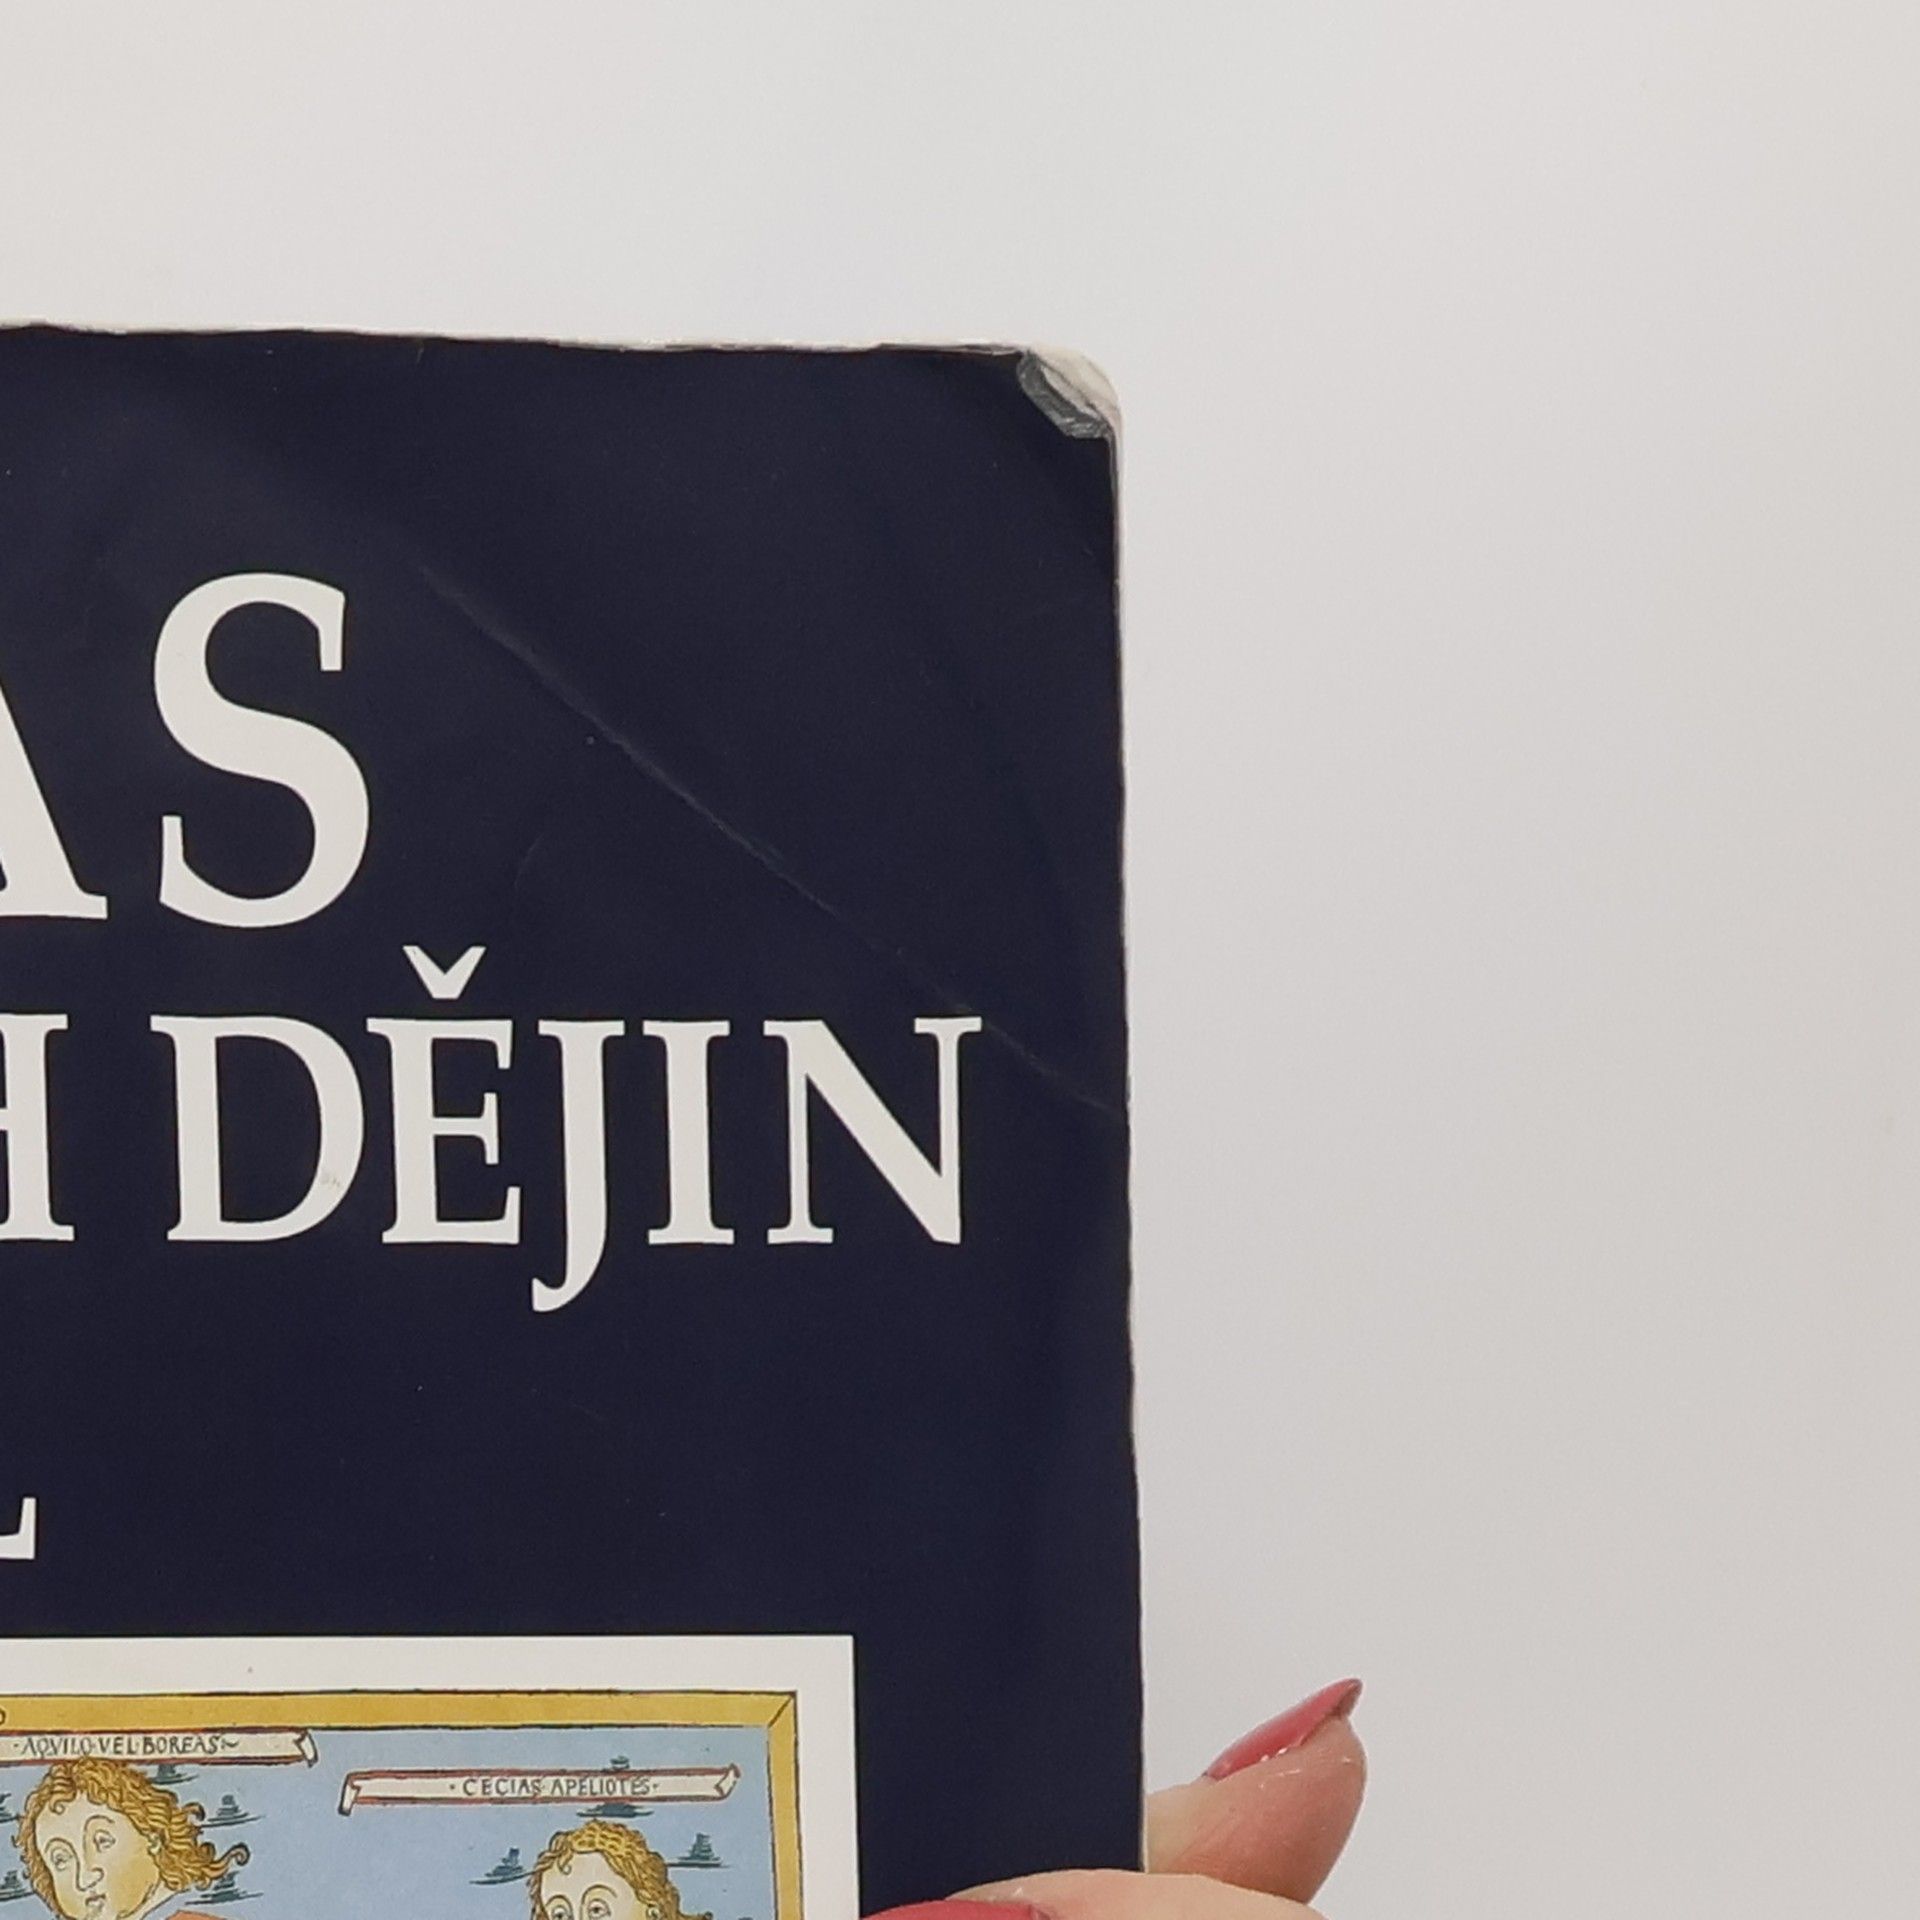 AS
H DĚJIN
L
·AQVILO·VEL·BOREAS~
·CECIAS APELIOTES·